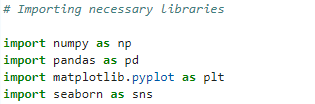 # Importing necessary libraries
import numpy as np
import pandas as pd
import matplotlib.pyplot as plt
import seaborn as sns